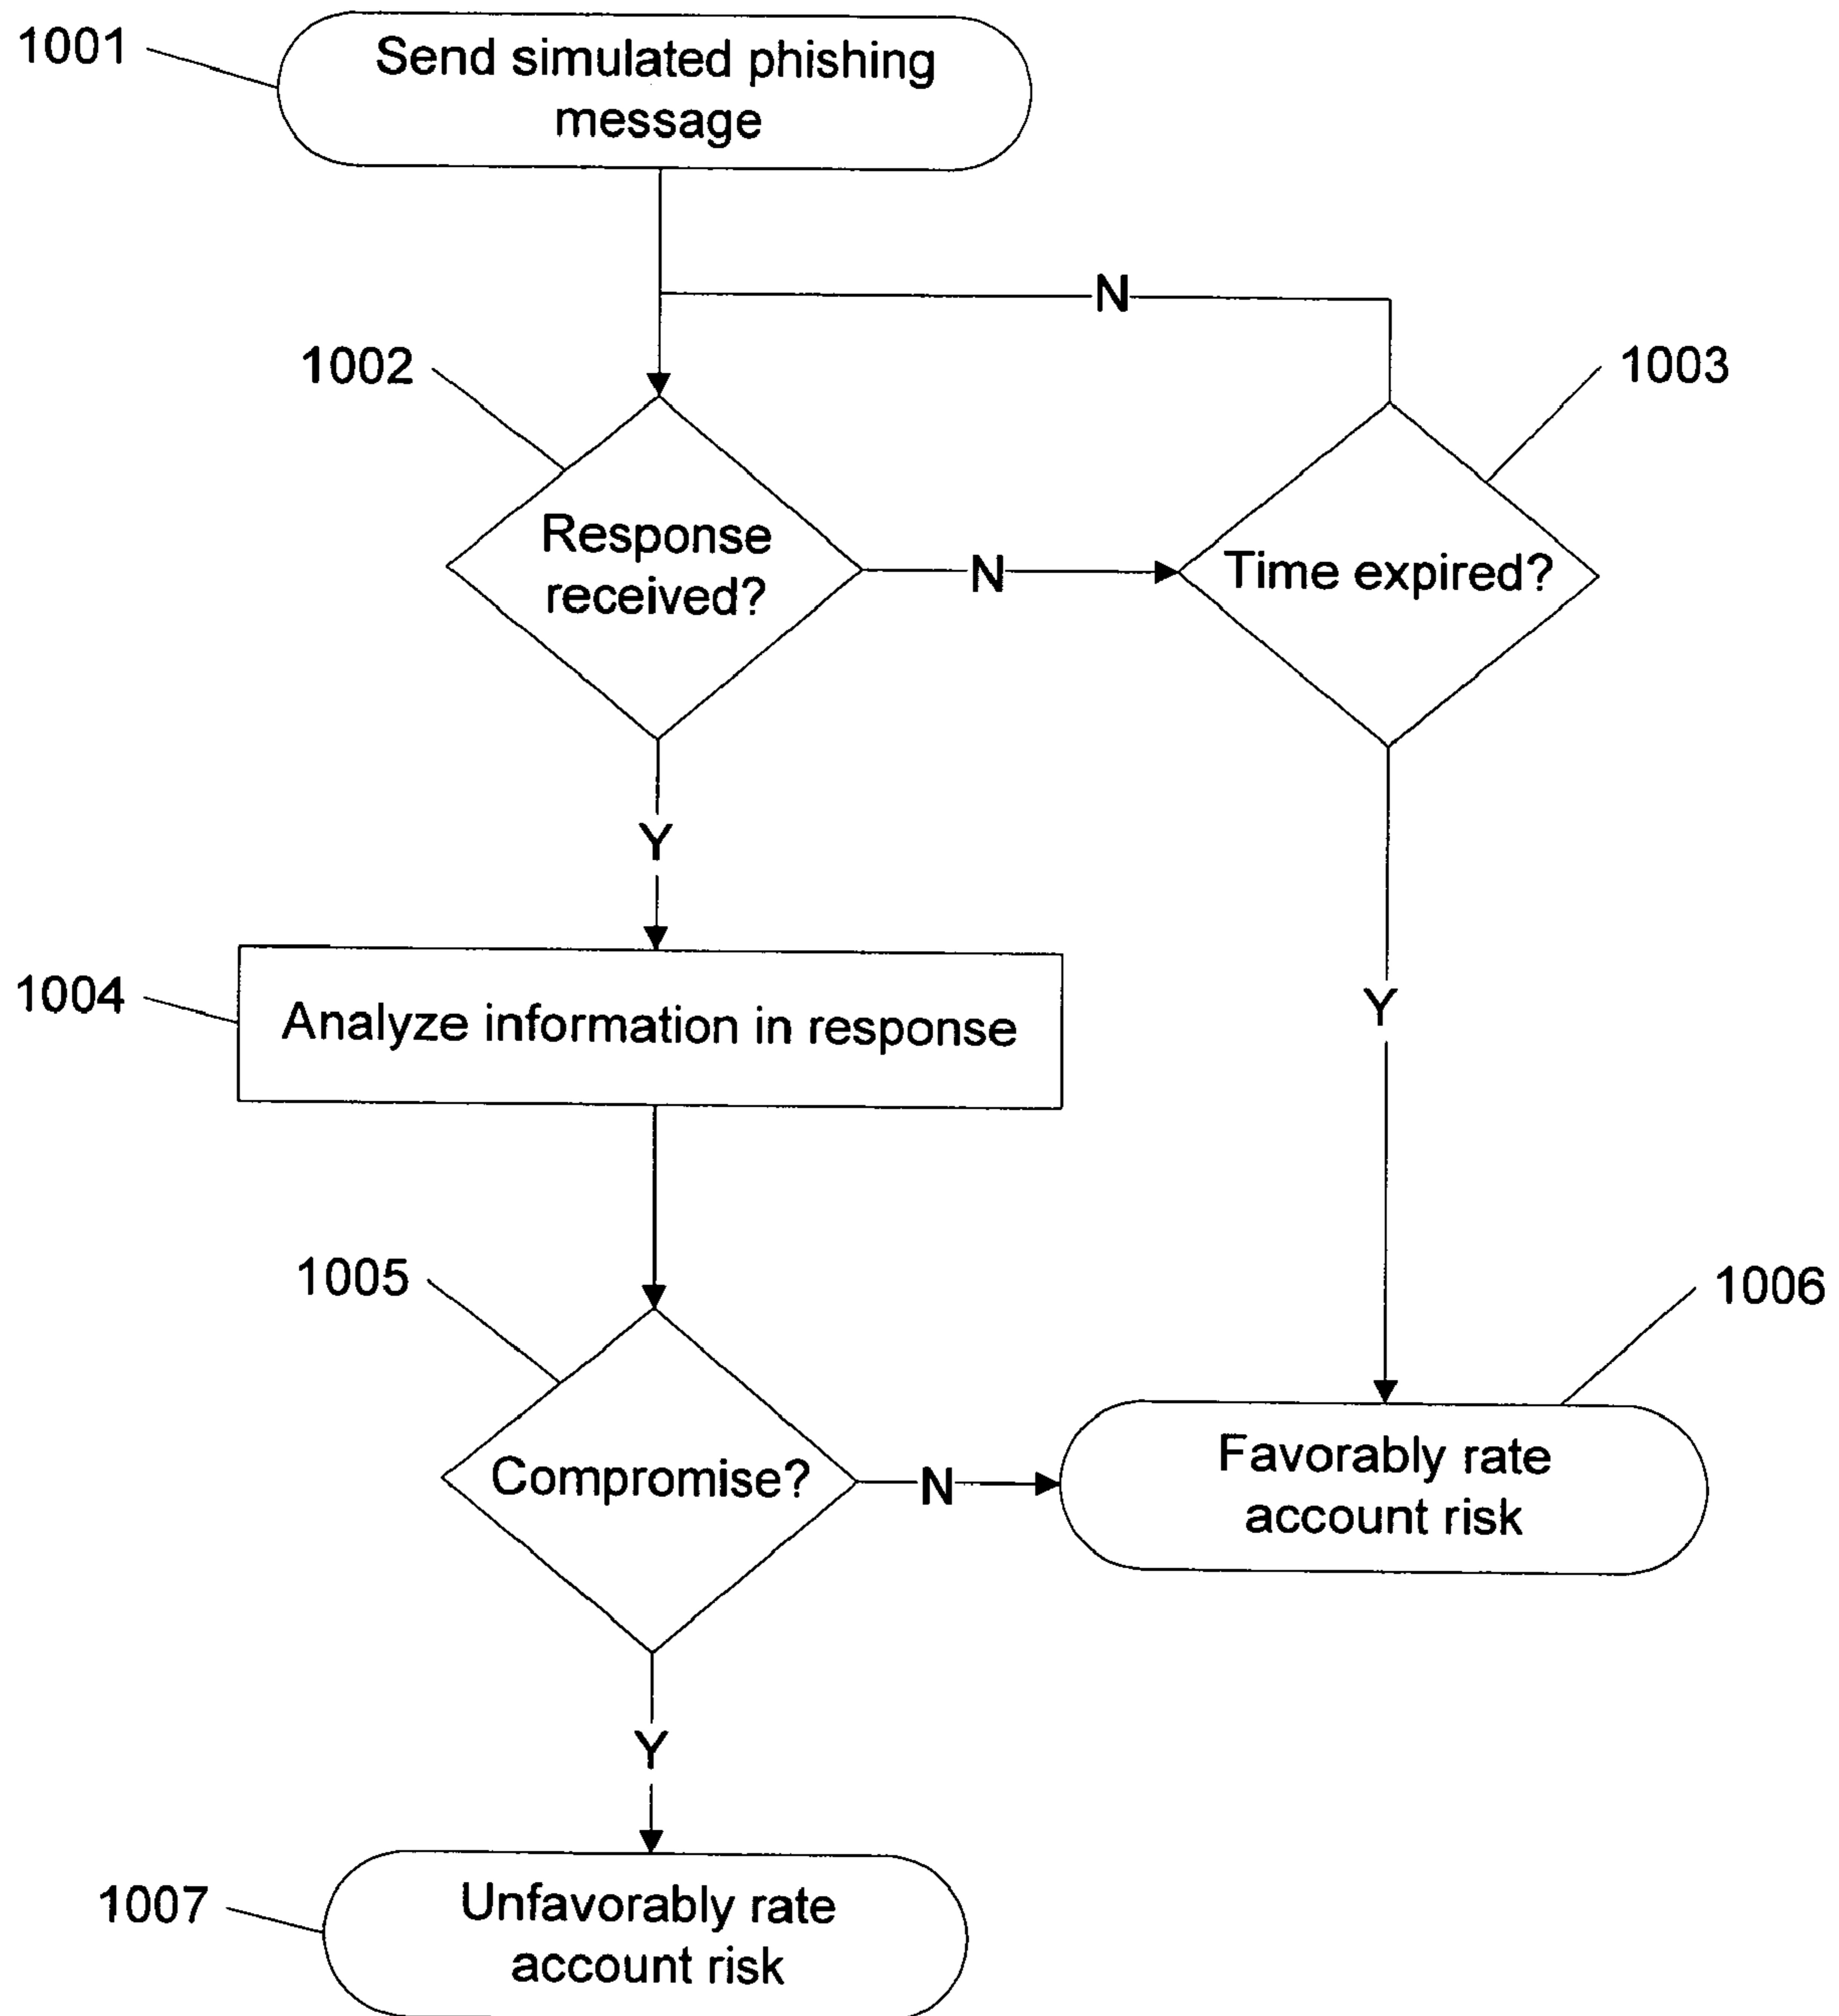 1001
Send simulated phishing
message
N
1002
1003
Response
received?
N
Time expired?
Y
Y
1004
Analyze information in response
1005
1006
Compromise?
N
Favorably rate
account risk
Y
1007
Unfavorably rate
account risk